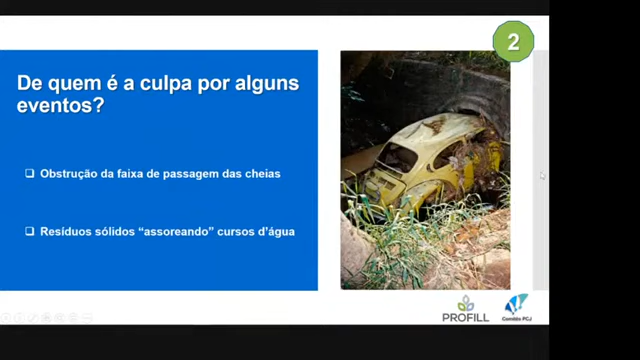 2
De quem é a culpa por alguns
eventos?
Obstrução da faixa de passagem das cheias
Resíduos sólidos “assoreando” cursos d’água
PROFILL
Comitês PCJ